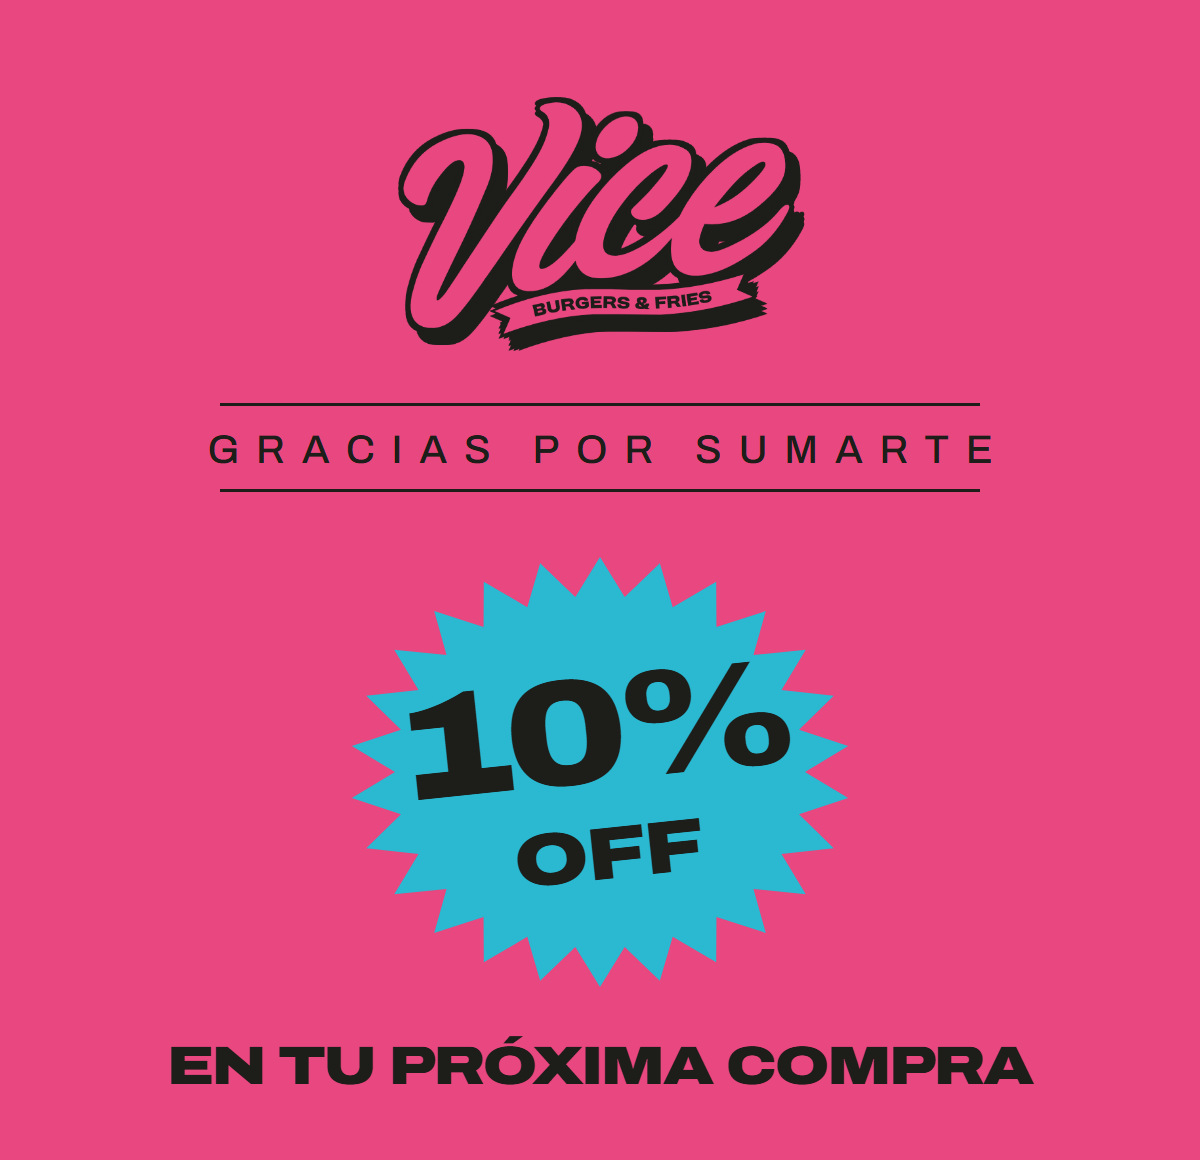 Vice
BURGERS & FRIES
GRACIAS POR SUMARTE
10%
OFF
EN TU PRÓXIMA COMPRA